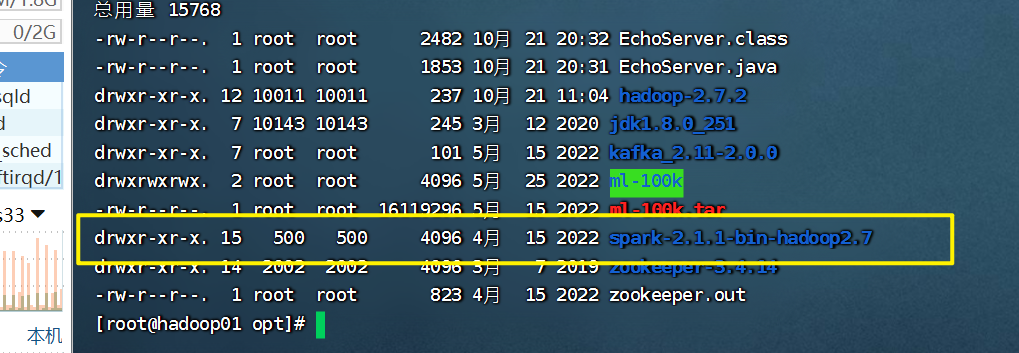 M/1.8G
0/2G
令
sqld
d
_sched
ftirqd/1
s33
本机
总用量 15768
-rw-r--r--. 1 root root 2482 10月 21 20:32 EchoServer.class
-rw-r--r--. 1 root root 1853 10月 21 20:31 EchoServer.java
drwxr-xr-x. 12 10011 10011 237 10月 21 11:04 hadoop-2.7.2
drwxr-xr-x. 7 10143 10143 245 3月 12 2020 jdk1.8.0_251
drwxr-xr-x. 7 root root 101 5月 15 2022 kafka_2.11-2.0.0
drwxrwxrwx. 2 root root 4096 5月 25 2022 ml-100k
-rw-r--r--. 1 root root 16119296 5月 15 2022 ml-100k.tar
drwxr-xr-x. 15 500 500 4096 4月 15 2022 spark-2.1.1-bin-hadoop2.7
drwxr-xr-x. 14 2002 2002 4096 3月 7 2019 zookeeper-3.4.14
-rw-r--r--. 1 root root 823 4月 15 2022 zookeeper.out
[root@hadoop01 opt]#